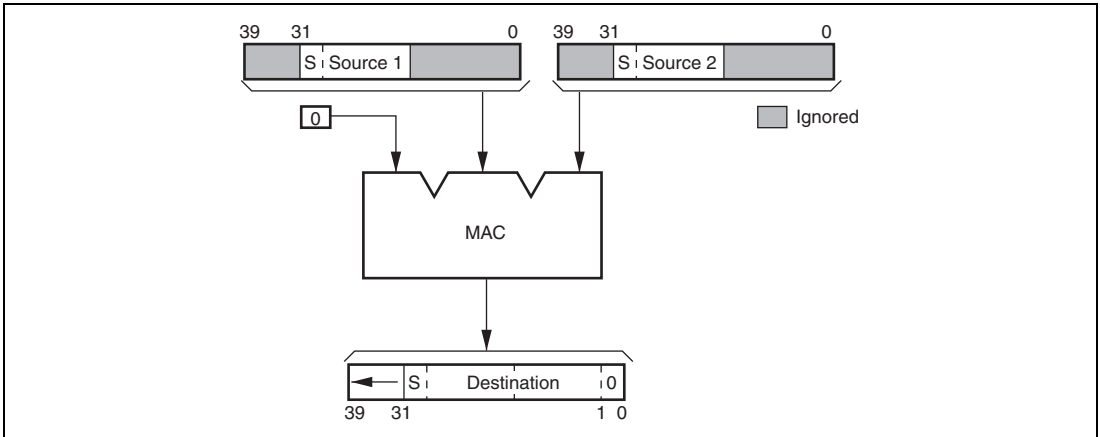 39 31 0 39 31 0
S Source 1 S Source 2
0 Ignored
MAC
S Destination 0
39 31 1 0